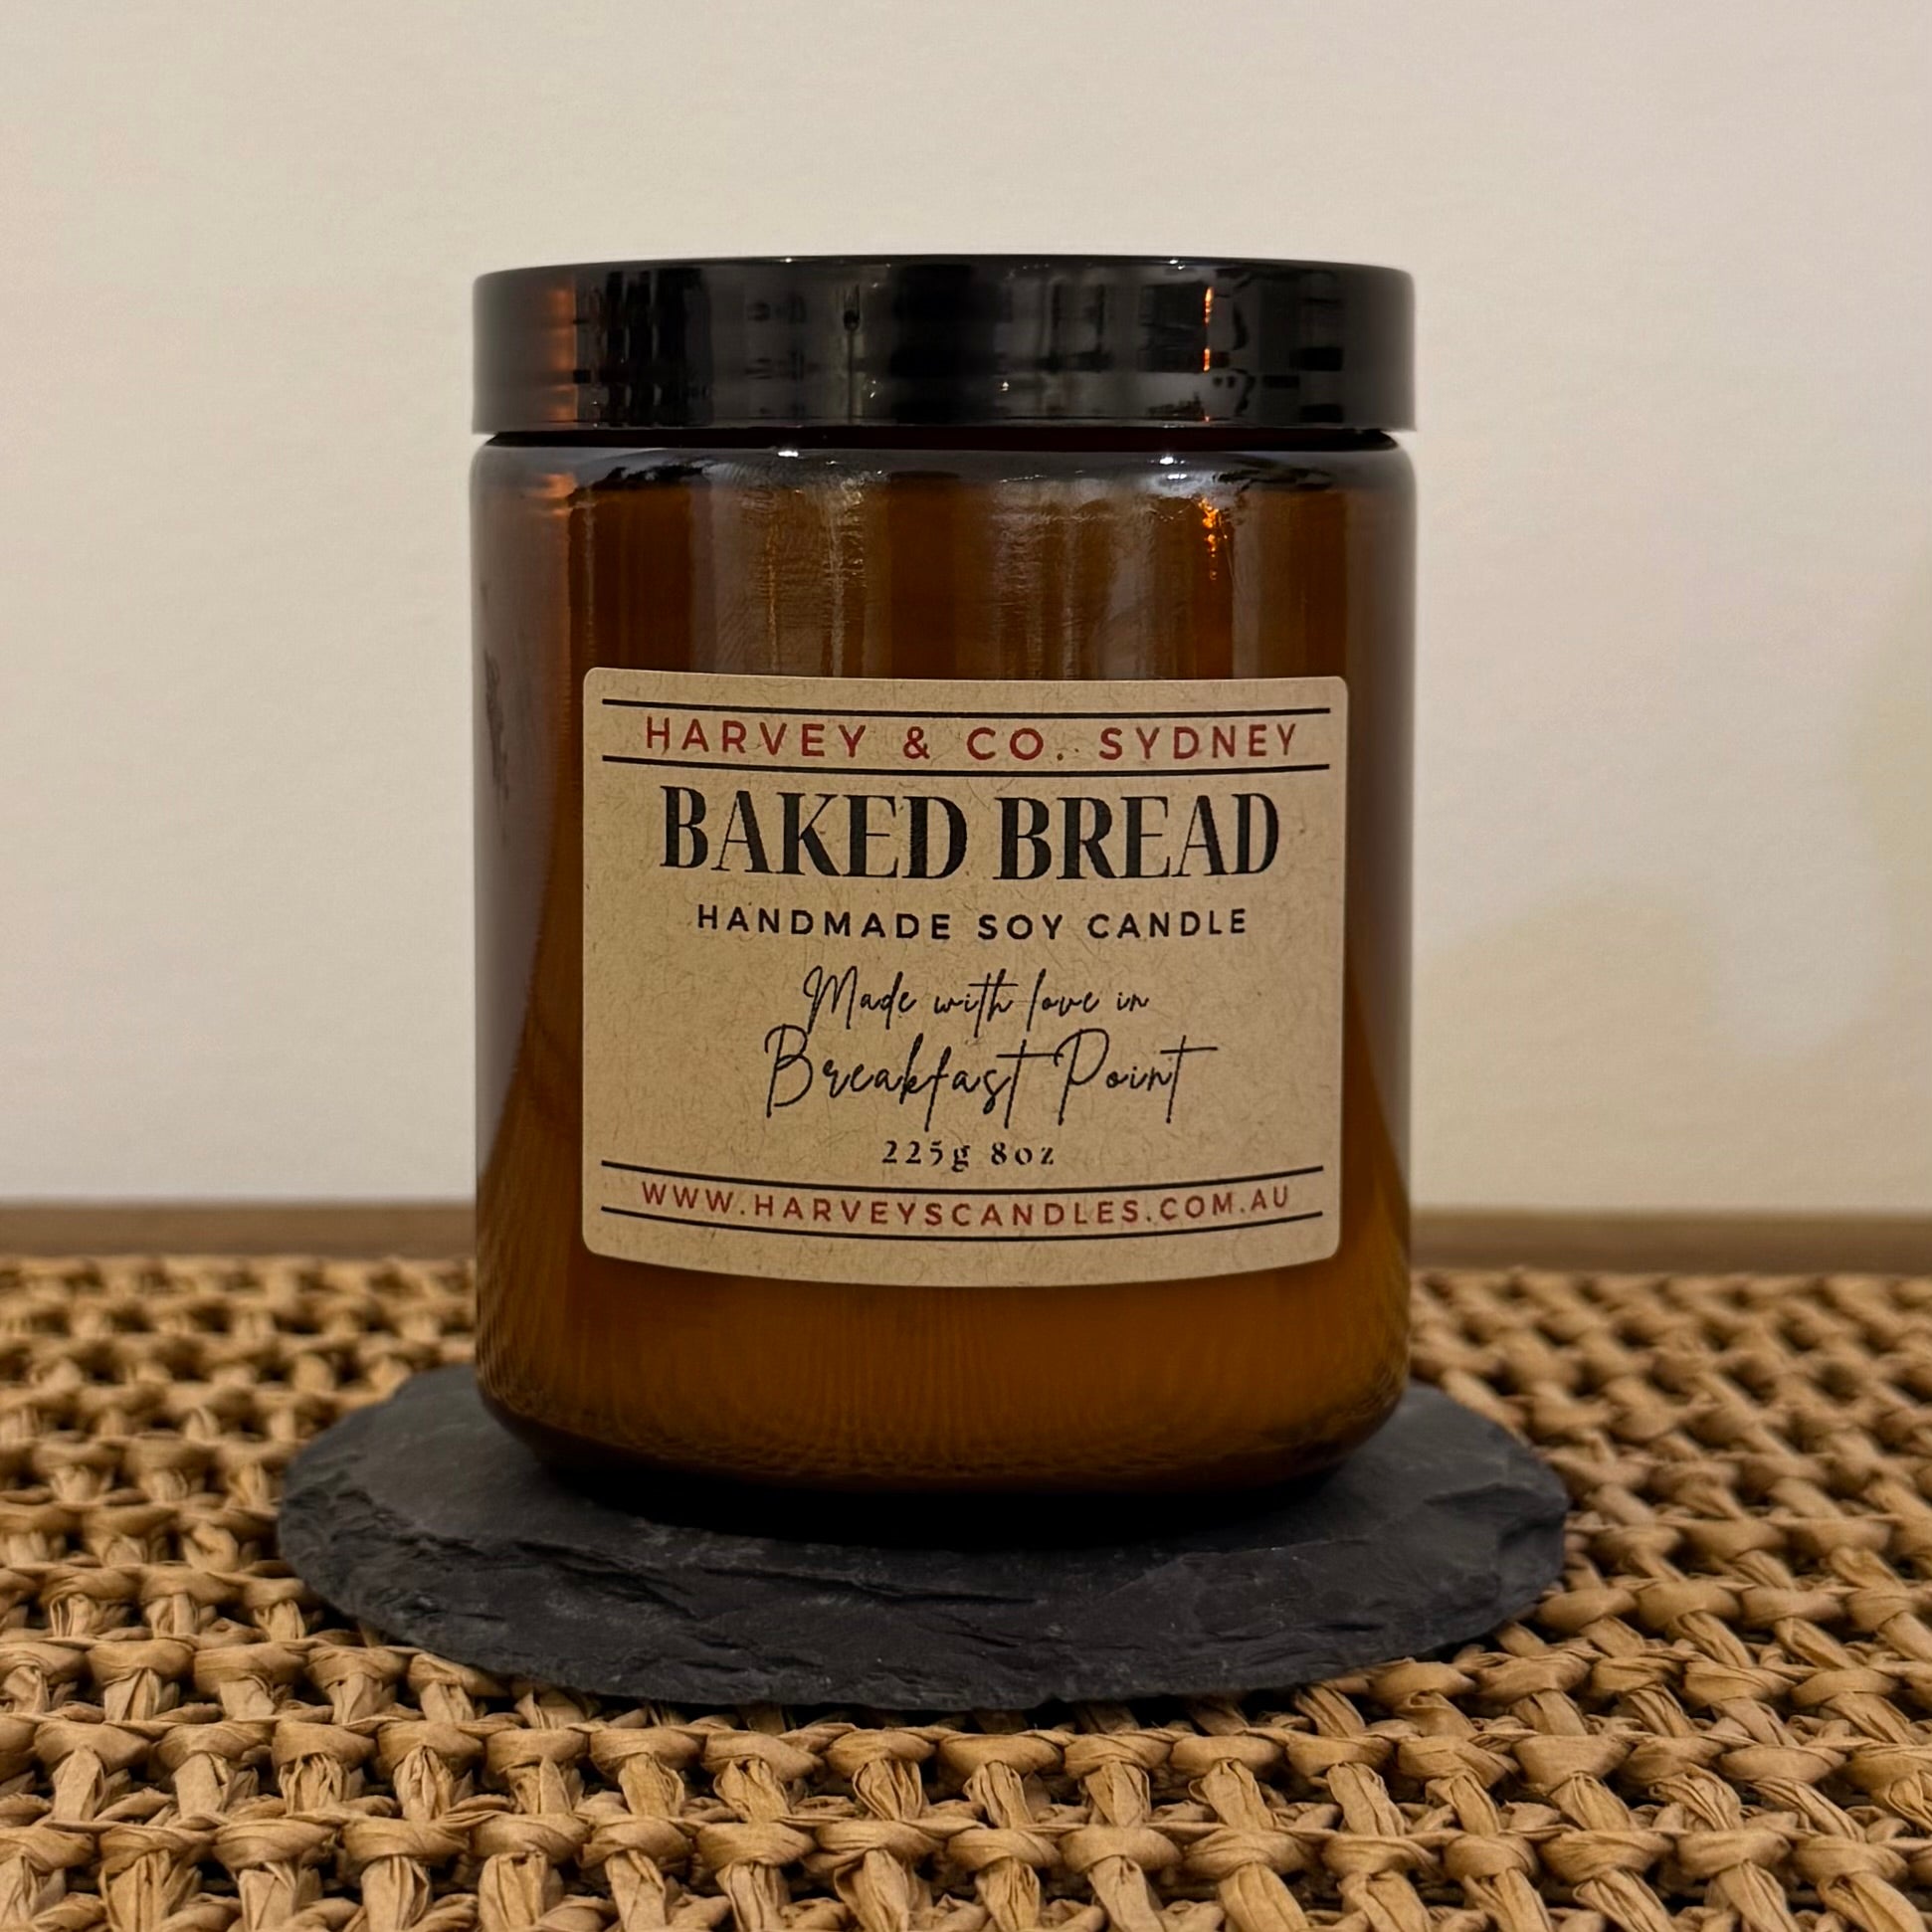 HARVEY & CO. SYDNEY
BAKED BREAD
HANDMADE SOY CANDLE
Made with love in
Breakfast Point
225g 8oz
WWW.HARVEYSCANDLES.COM.AU